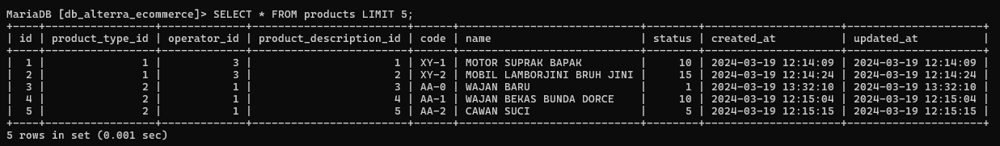 MariaDB [db_alterra_ecommerce]> SELECT * FROM products LIMIT 5;
+----+-----------------+-------------+------------------------+------+----------------------------+--------+---------------------+---------------------+
| id | product_type_id | operator_id | product_description_id | code | name                       | status | created_at          | updated_at          |
+----+-----------------+-------------+------------------------+------+----------------------------+--------+---------------------+---------------------+
|  1 |               1 |           3 |                      1 | XY-1 | MOTOR SUPRAK BAPAK         |     10 | 2024-03-19 12:14:09 | 2024-03-19 12:14:09 |
|  2 |               1 |           3 |                      2 | XY-2 | MOBIL LAMBORJINI BRUH JINI |     15 | 2024-03-19 12:14:24 | 2024-03-19 12:14:24 |
|  3 |               2 |           1 |                      3 | AA-0 | WAJAN BARU                 |      1 | 2024-03-19 13:32:10 | 2024-03-19 13:32:10 |
|  4 |               2 |           1 |                      4 | AA-1 | WAJAN BEKAS BUNDA DORCE    |     10 | 2024-03-19 12:15:04 | 2024-03-19 12:15:04 |
|  5 |               2 |           1 |                      5 | AA-2 | CAWAN SUCI                 |      5 | 2024-03-19 12:15:15 | 2024-03-19 12:15:15 |
+----+-----------------+-------------+------------------------+------+----------------------------+--------+---------------------+---------------------+
5 rows in set (0.001 sec)